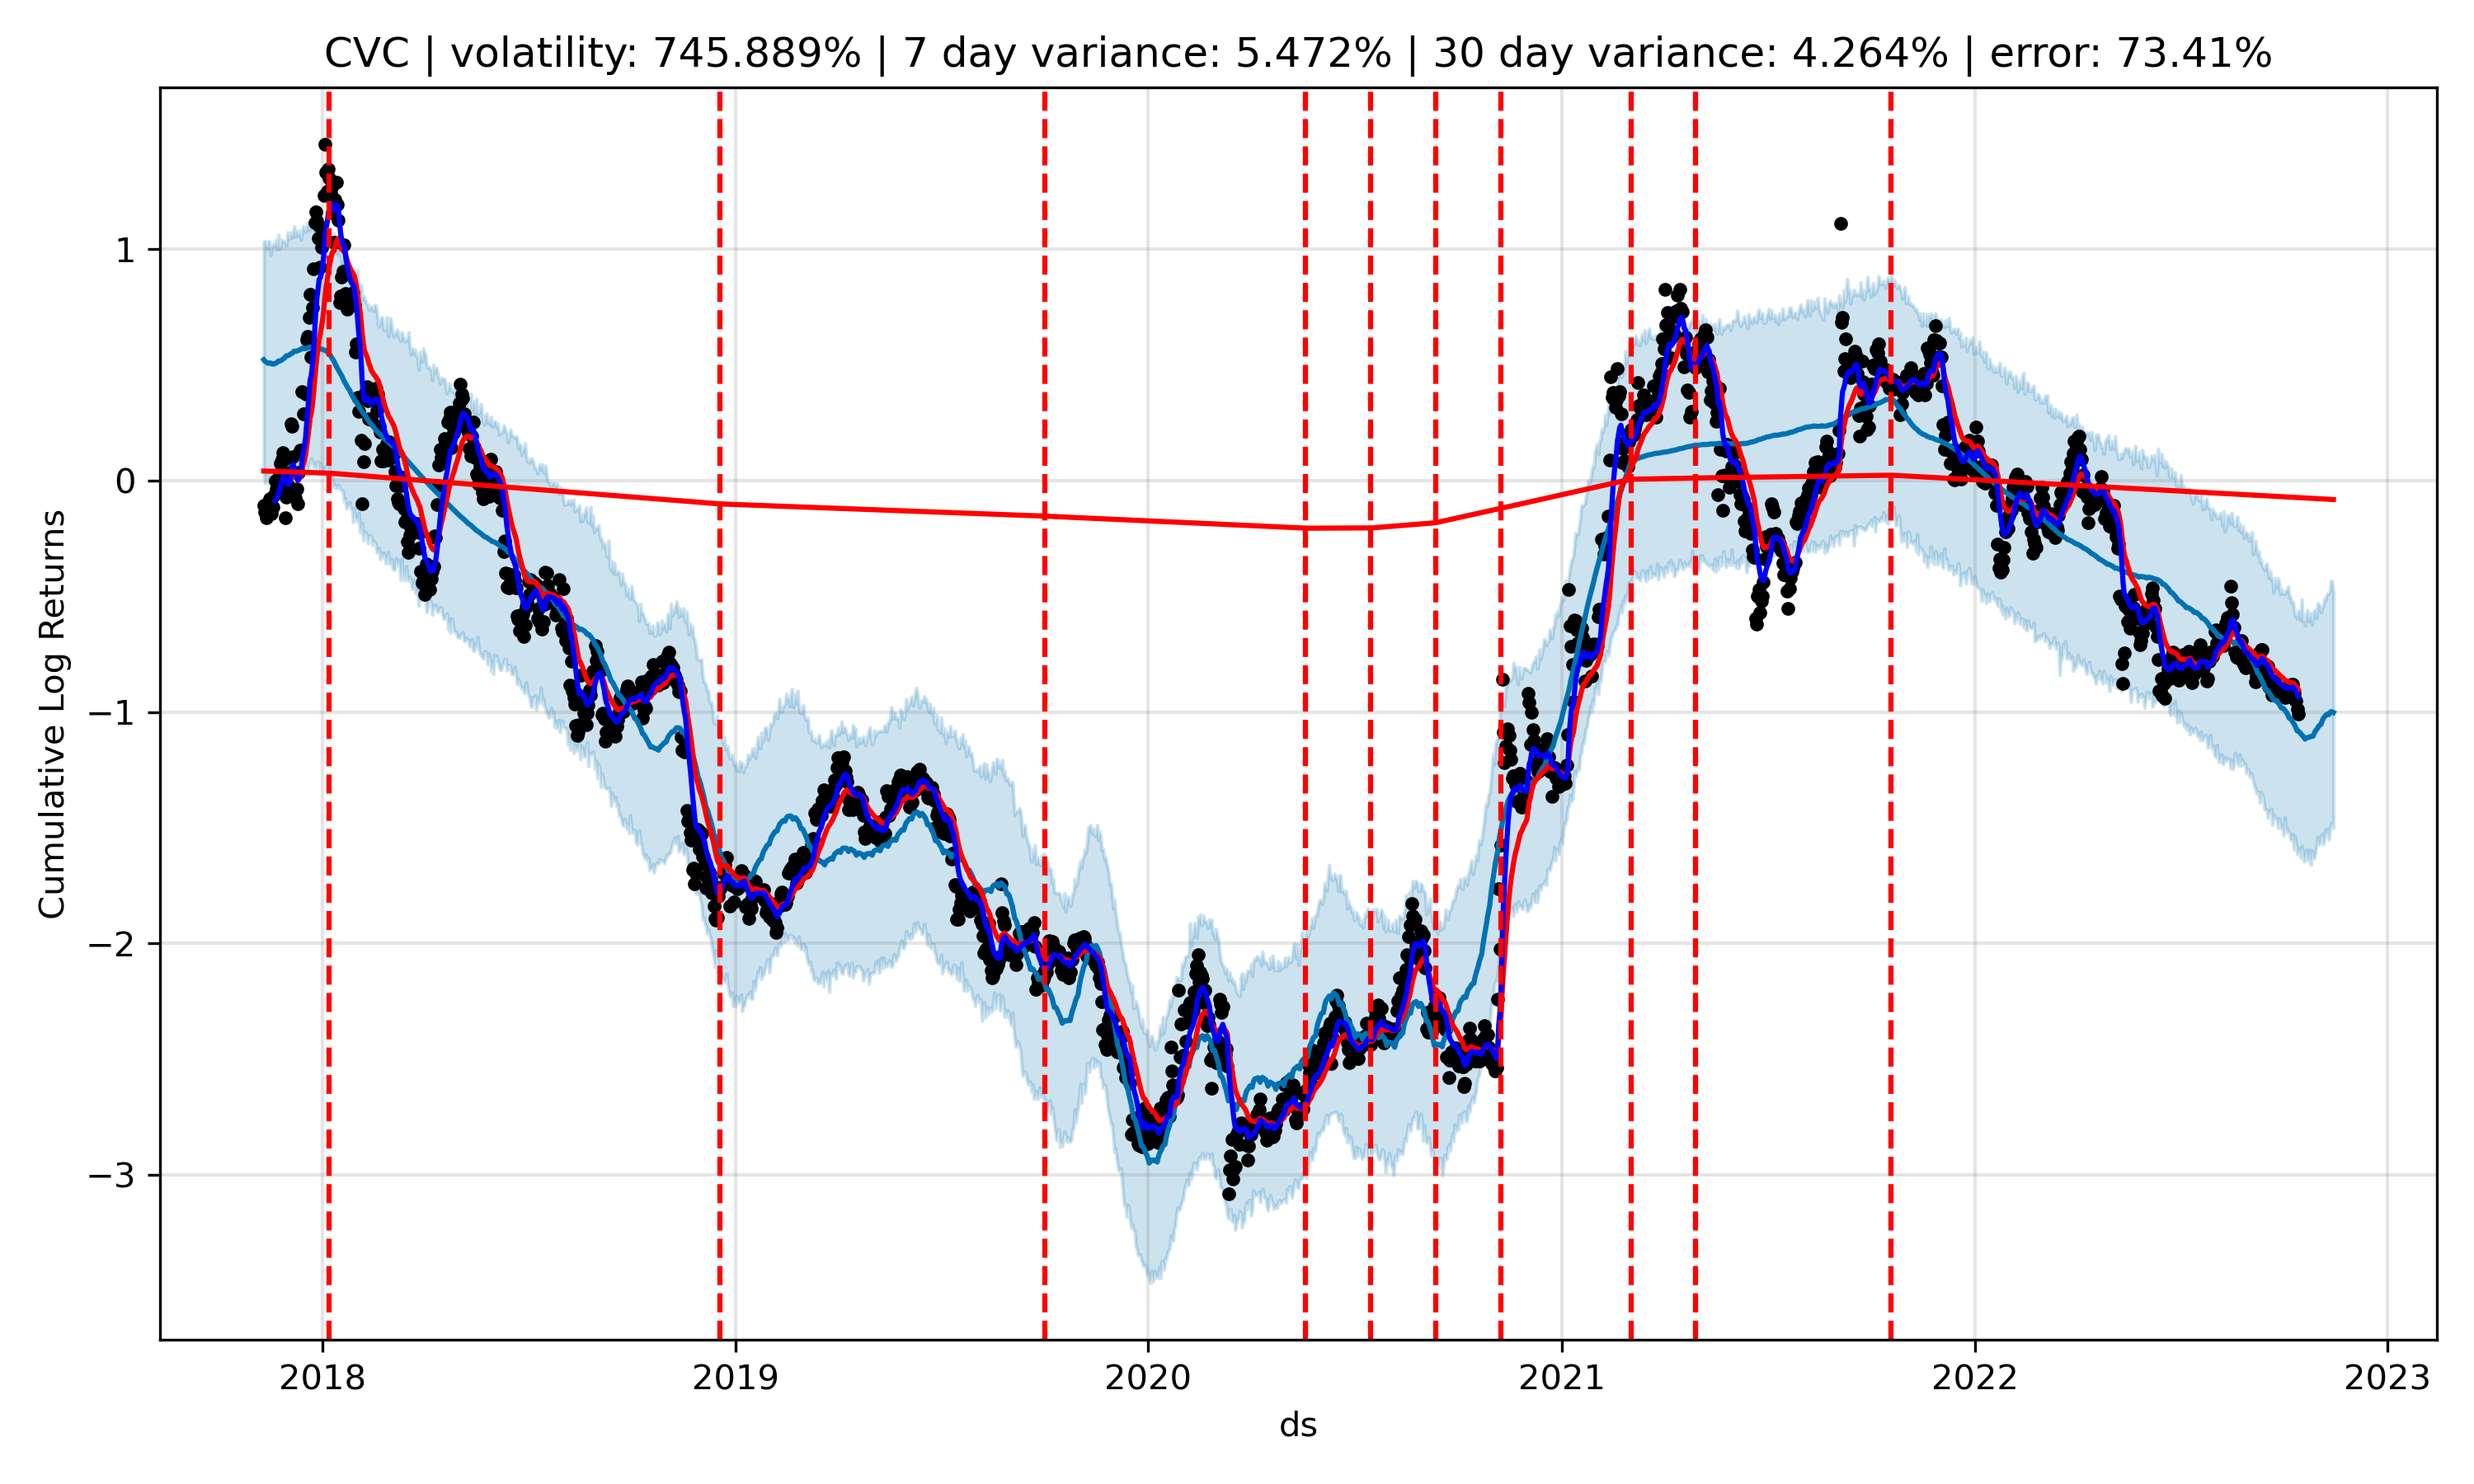 CVC | volatility: 745.889% | 7 day variance: 5.472% | 30 day variance: 4.264% | error: 73.41%
Cumulative Log Returns
1
0
−1
−2
−3
2018 2019 2020 2021 2022 2023
ds